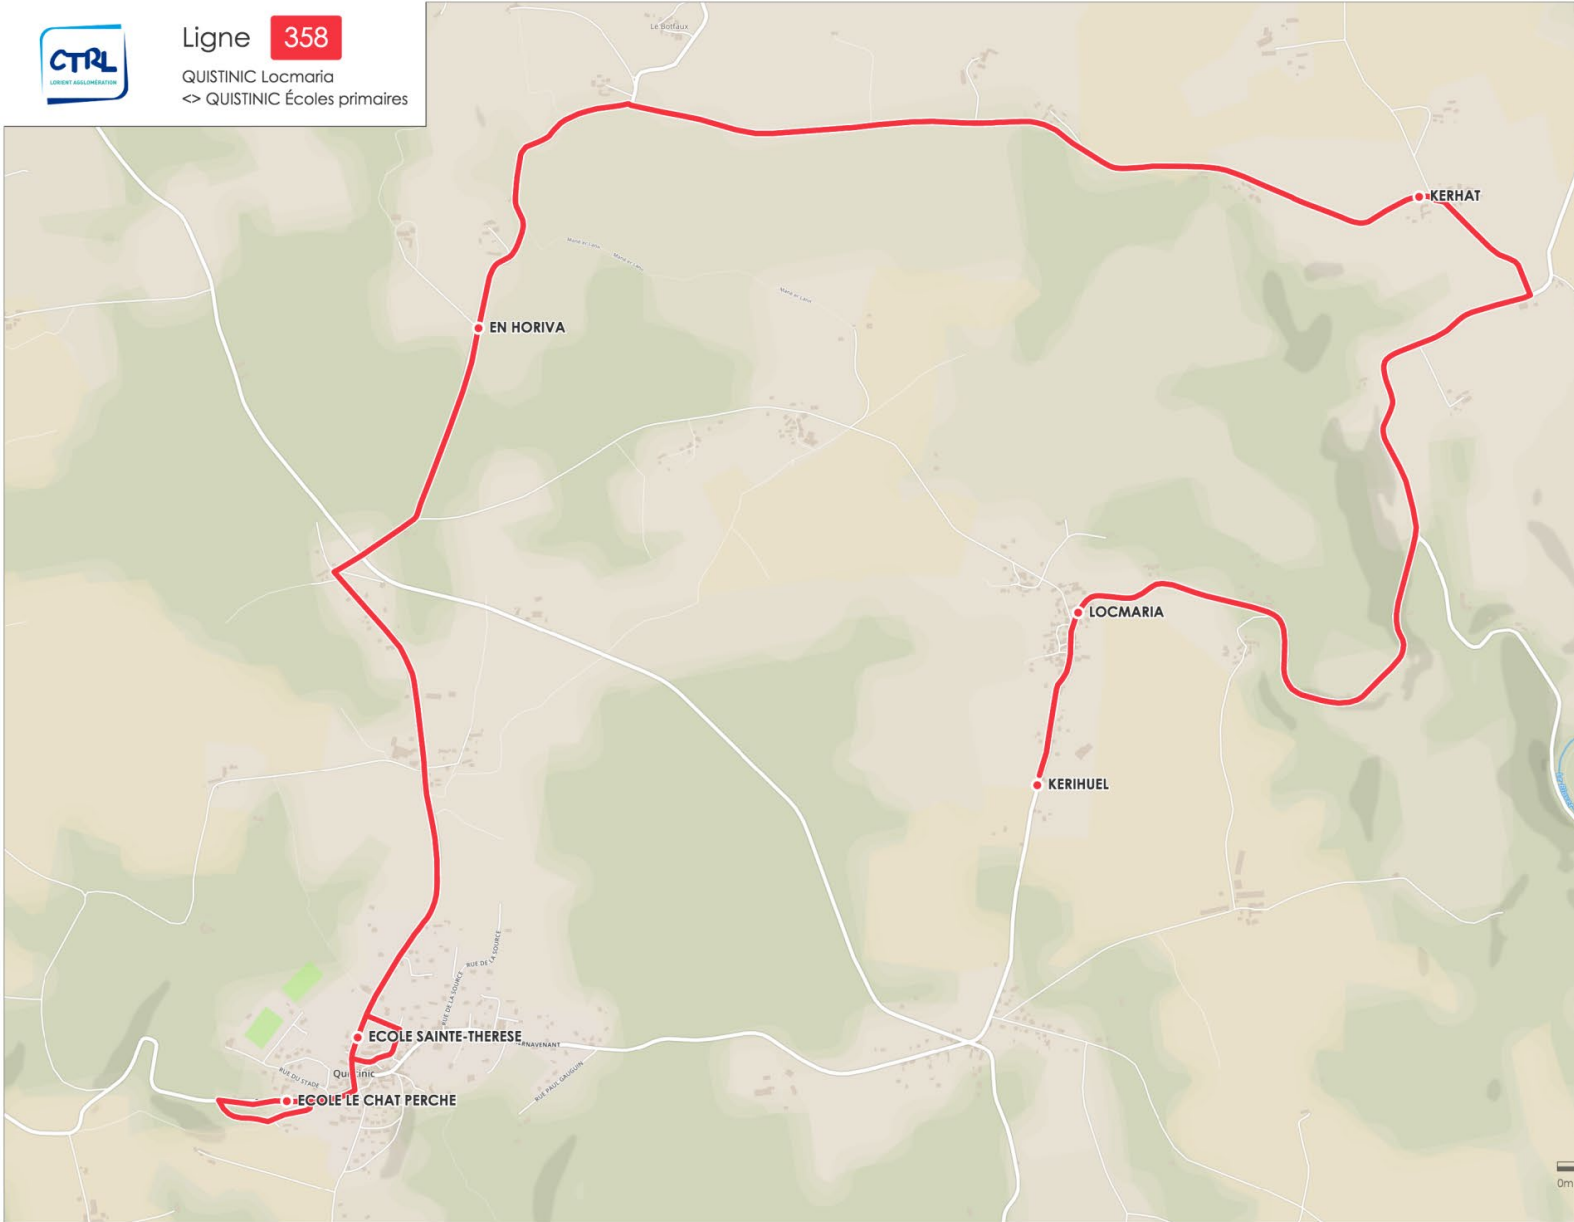 CTRL
LORIENT AGGLOMÉRATION
Ligne 358
QUISTINIC Locmaria
<> QUISTINIC Écoles primaires
Le Bottaux
KERHAT
EN HORIVA
LOCMARIA
KERIHUEL
RUE DE LA SOURCE
RUE DE LA SOURCE
ECOLE SAINTE-THERESE
RUE DU STADE
RUE PAUL GAUGUIN
ECOLE LE CHAT PERCHE
0m